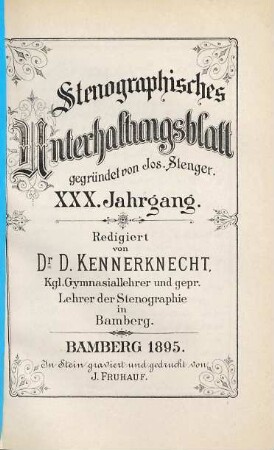 Stenographisches
Unterhaltungsblatt
gegründet von Jos. Stenger.
XXX. Jahrgang.
Redigiert
von
Dr. D. KENNERKNECHT,
Kgl. Gymnasiallehrer und gepr.
Lehrer der Stenographie
in
Bamberg.
BAMBERG 1895.
In Stein graviert und gedruckt von
J. FRUHAUF.